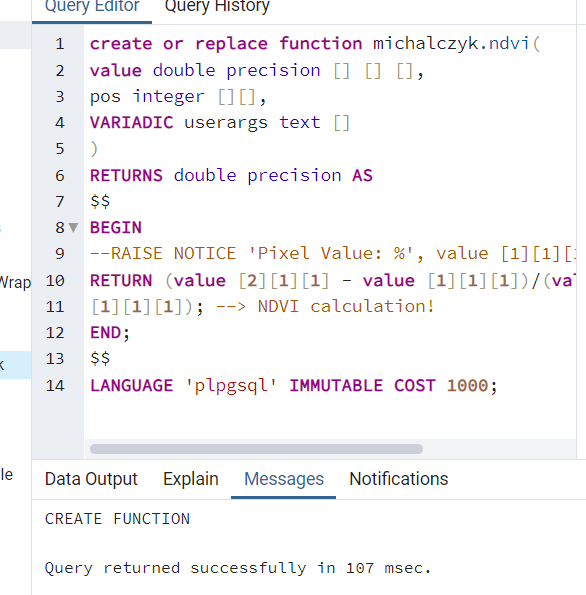 Query Editor Query History
1 create or replace function michalczyk.ndvi(
2 value double precision [] [] [],
3 pos integer [][],
4 VARIADIC userargs text []
5 )
6 RETURNS double precision AS
7 $$
8 BEGIN
9 --RAISE NOTICE 'Pixel Value: %', value [1][1][
Wrap
10 RETURN (value [2][1][1] - value [1][1][1])/(val
11 [1][1][1]); --> NDVI calculation!
12 END;
13 $$
k
14 LANGUAGE 'plpgsql' IMMUTABLE COST 1000;
le
Data Output Explain Messages Notifications
CREATE FUNCTION
Query returned successfully in 107 msec.